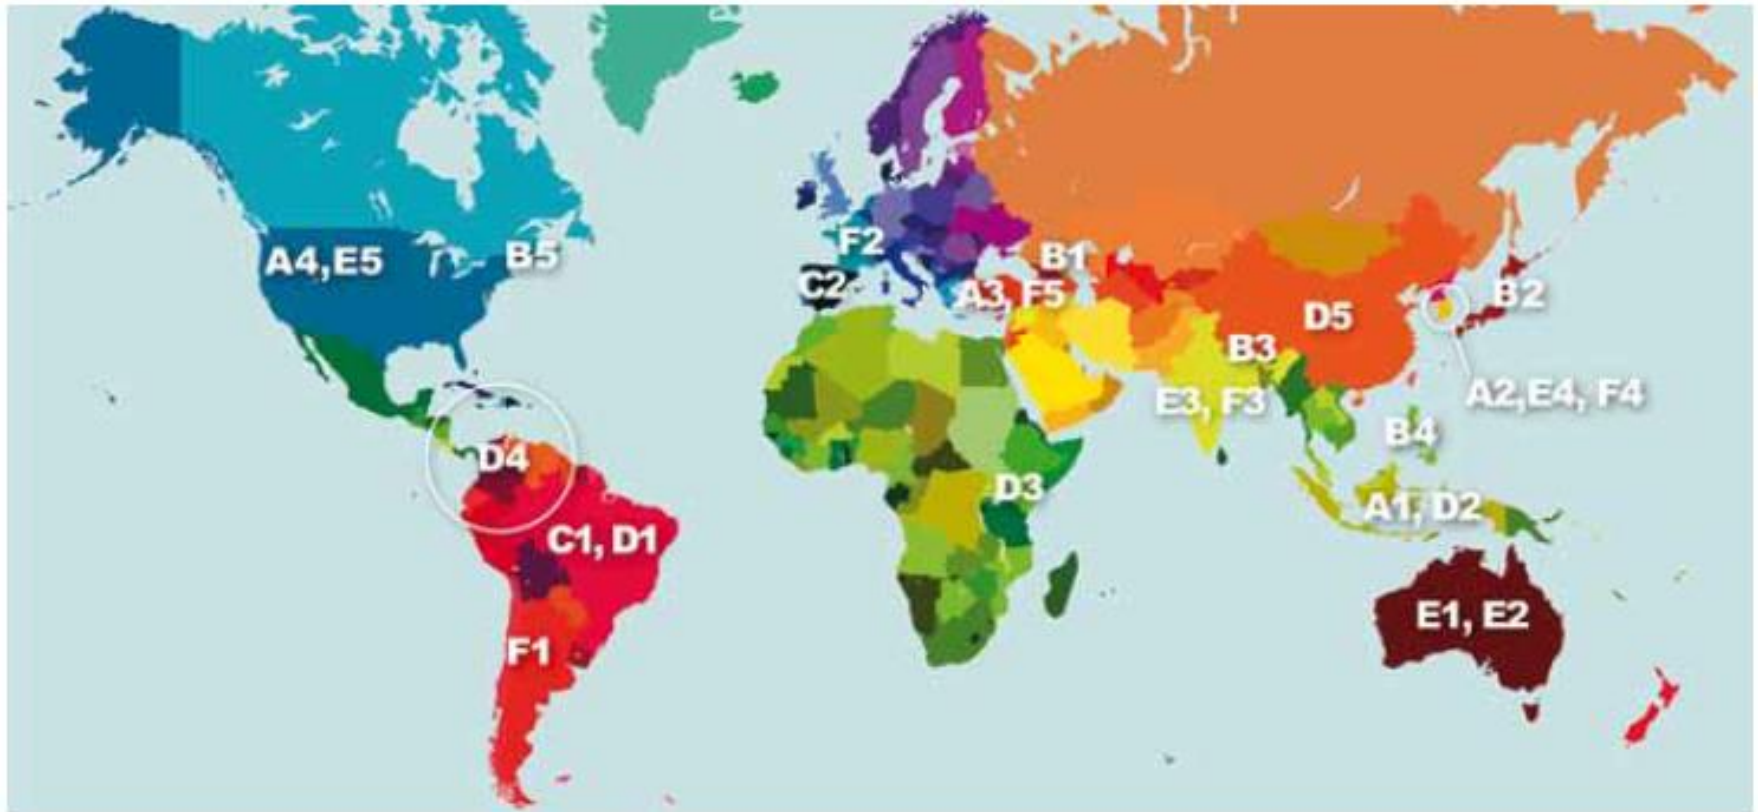 A4,E5
B5
F2
C2
B1
A3, F5
D5
B2
B3
E3, F3
A2,E4, F4
B4
D4
D3
A1, D2
C1, D1
E1, E2
F1